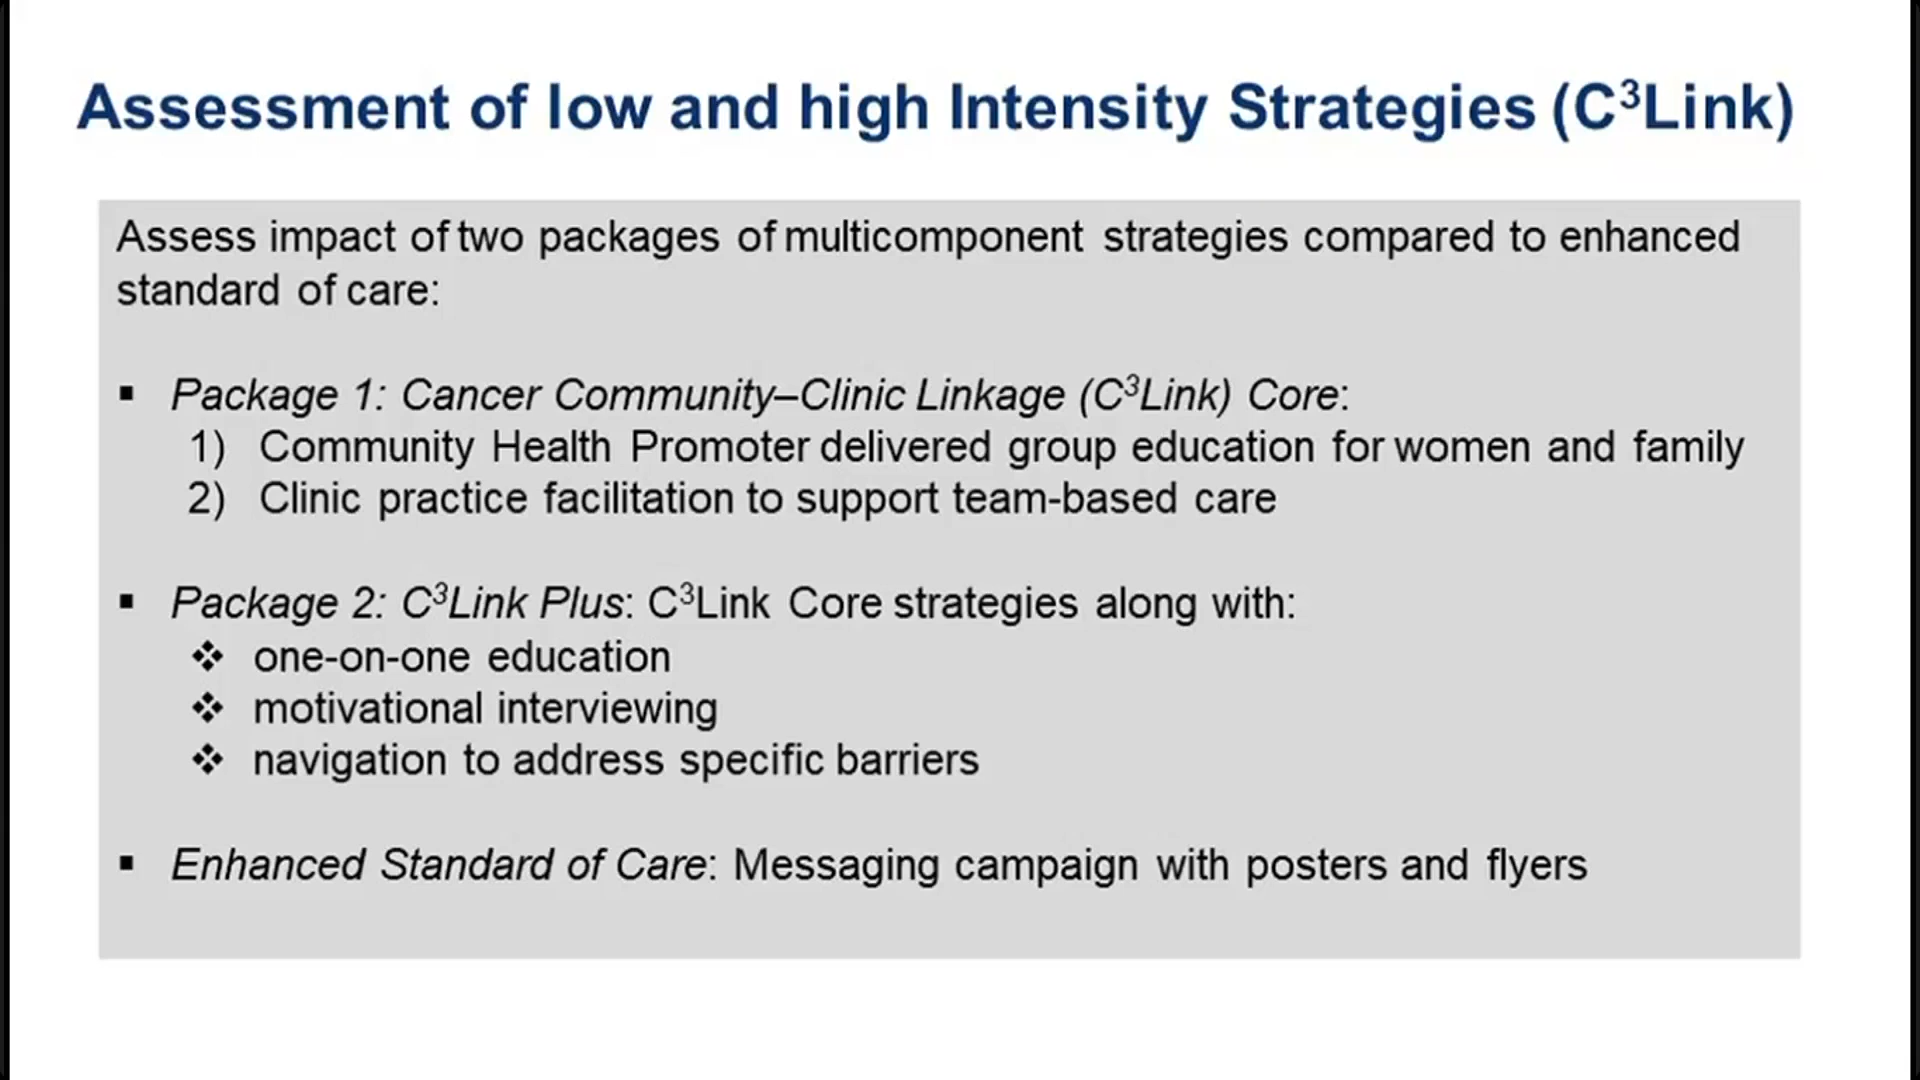 Assessment of low and high Intensity Strategies (C³Link)
Assess impact of two packages of multicomponent strategies compared to enhanced
standard of care:
▪ Package 1: Cancer Community–Clinic Linkage (C³Link) Core:
1) Community Health Promoter delivered group education for women and family
2) Clinic practice facilitation to support team-based care
▪ Package 2: C³Link Plus: C³Link Core strategies along with:
❖ one-on-one education
❖ motivational interviewing
❖ navigation to address specific barriers
▪ Enhanced Standard of Care: Messaging campaign with posters and flyers